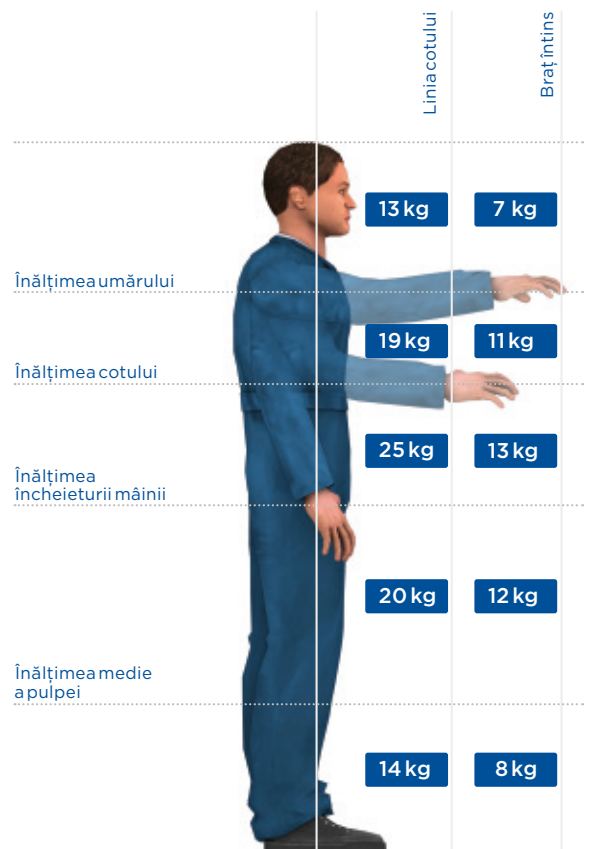 Linia cotului
Braț întins
13 kg
7 kg
Înălțimea umărului
19 kg
11 kg
Înălțimea cotului
25 kg
13 kg
Înălțimea
încheieturii mâinii
20 kg
12 kg
Înălțimea medie
a pulpei
14 kg
8 kg